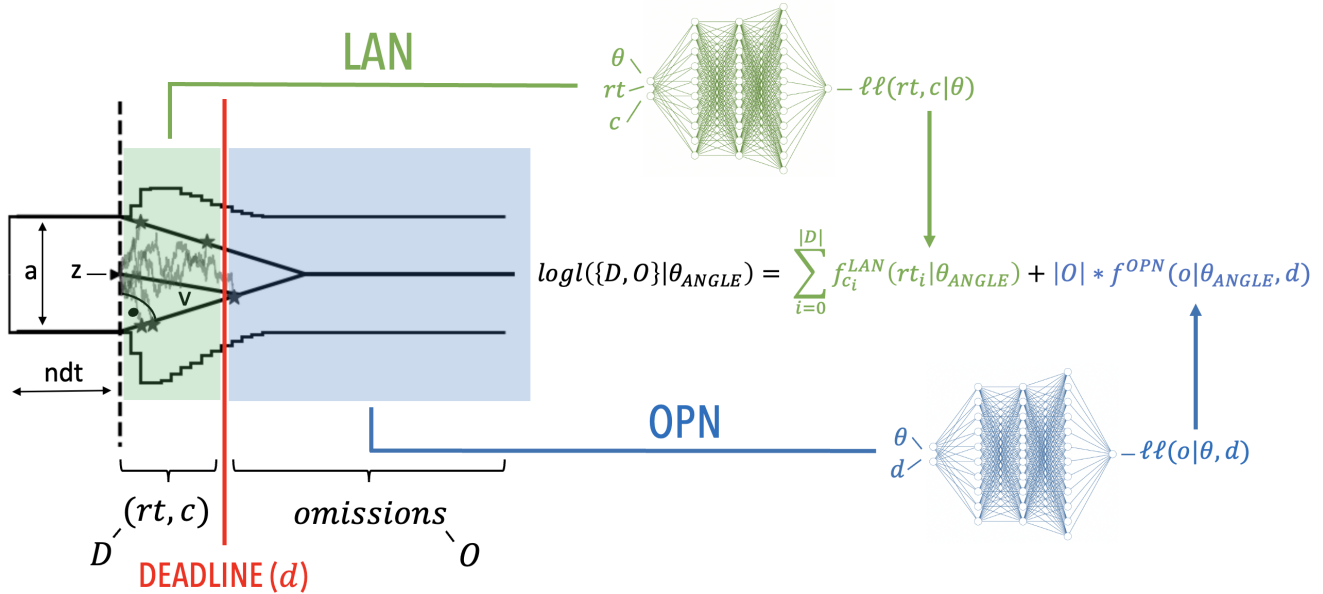 LAN
θ
rt
c
ℓℓ(rt, c|θ)
a
z
v
ndt
logl({D, O}|θ_ANGLE) = ∑_{i=0}^{|D|} f_{c_i}^{LAN}(rt_i|θ_ANGLE) + |O| * f^{OPN}(o|θ_ANGLE, d)
OPN
θ
d
ℓℓ(o|θ, d)
(rt, c)
D
omissions
O
DEADLINE (d)